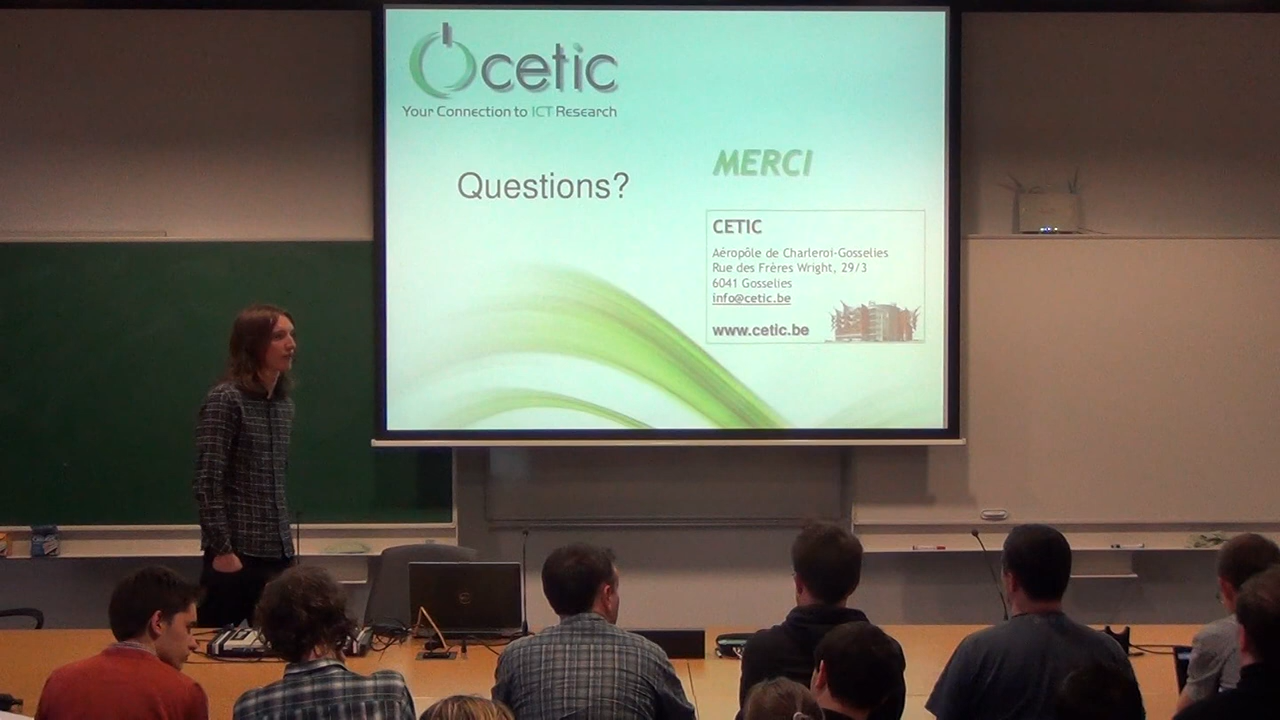 cetic
Your Connection to ICT Research
Questions?
MERCI
CETIC
Aéropôle de Charleroi-Gosselies
Rue des Frères Wright, 29/3
6041 Gosselies
info@cetic.be
www.cetic.be